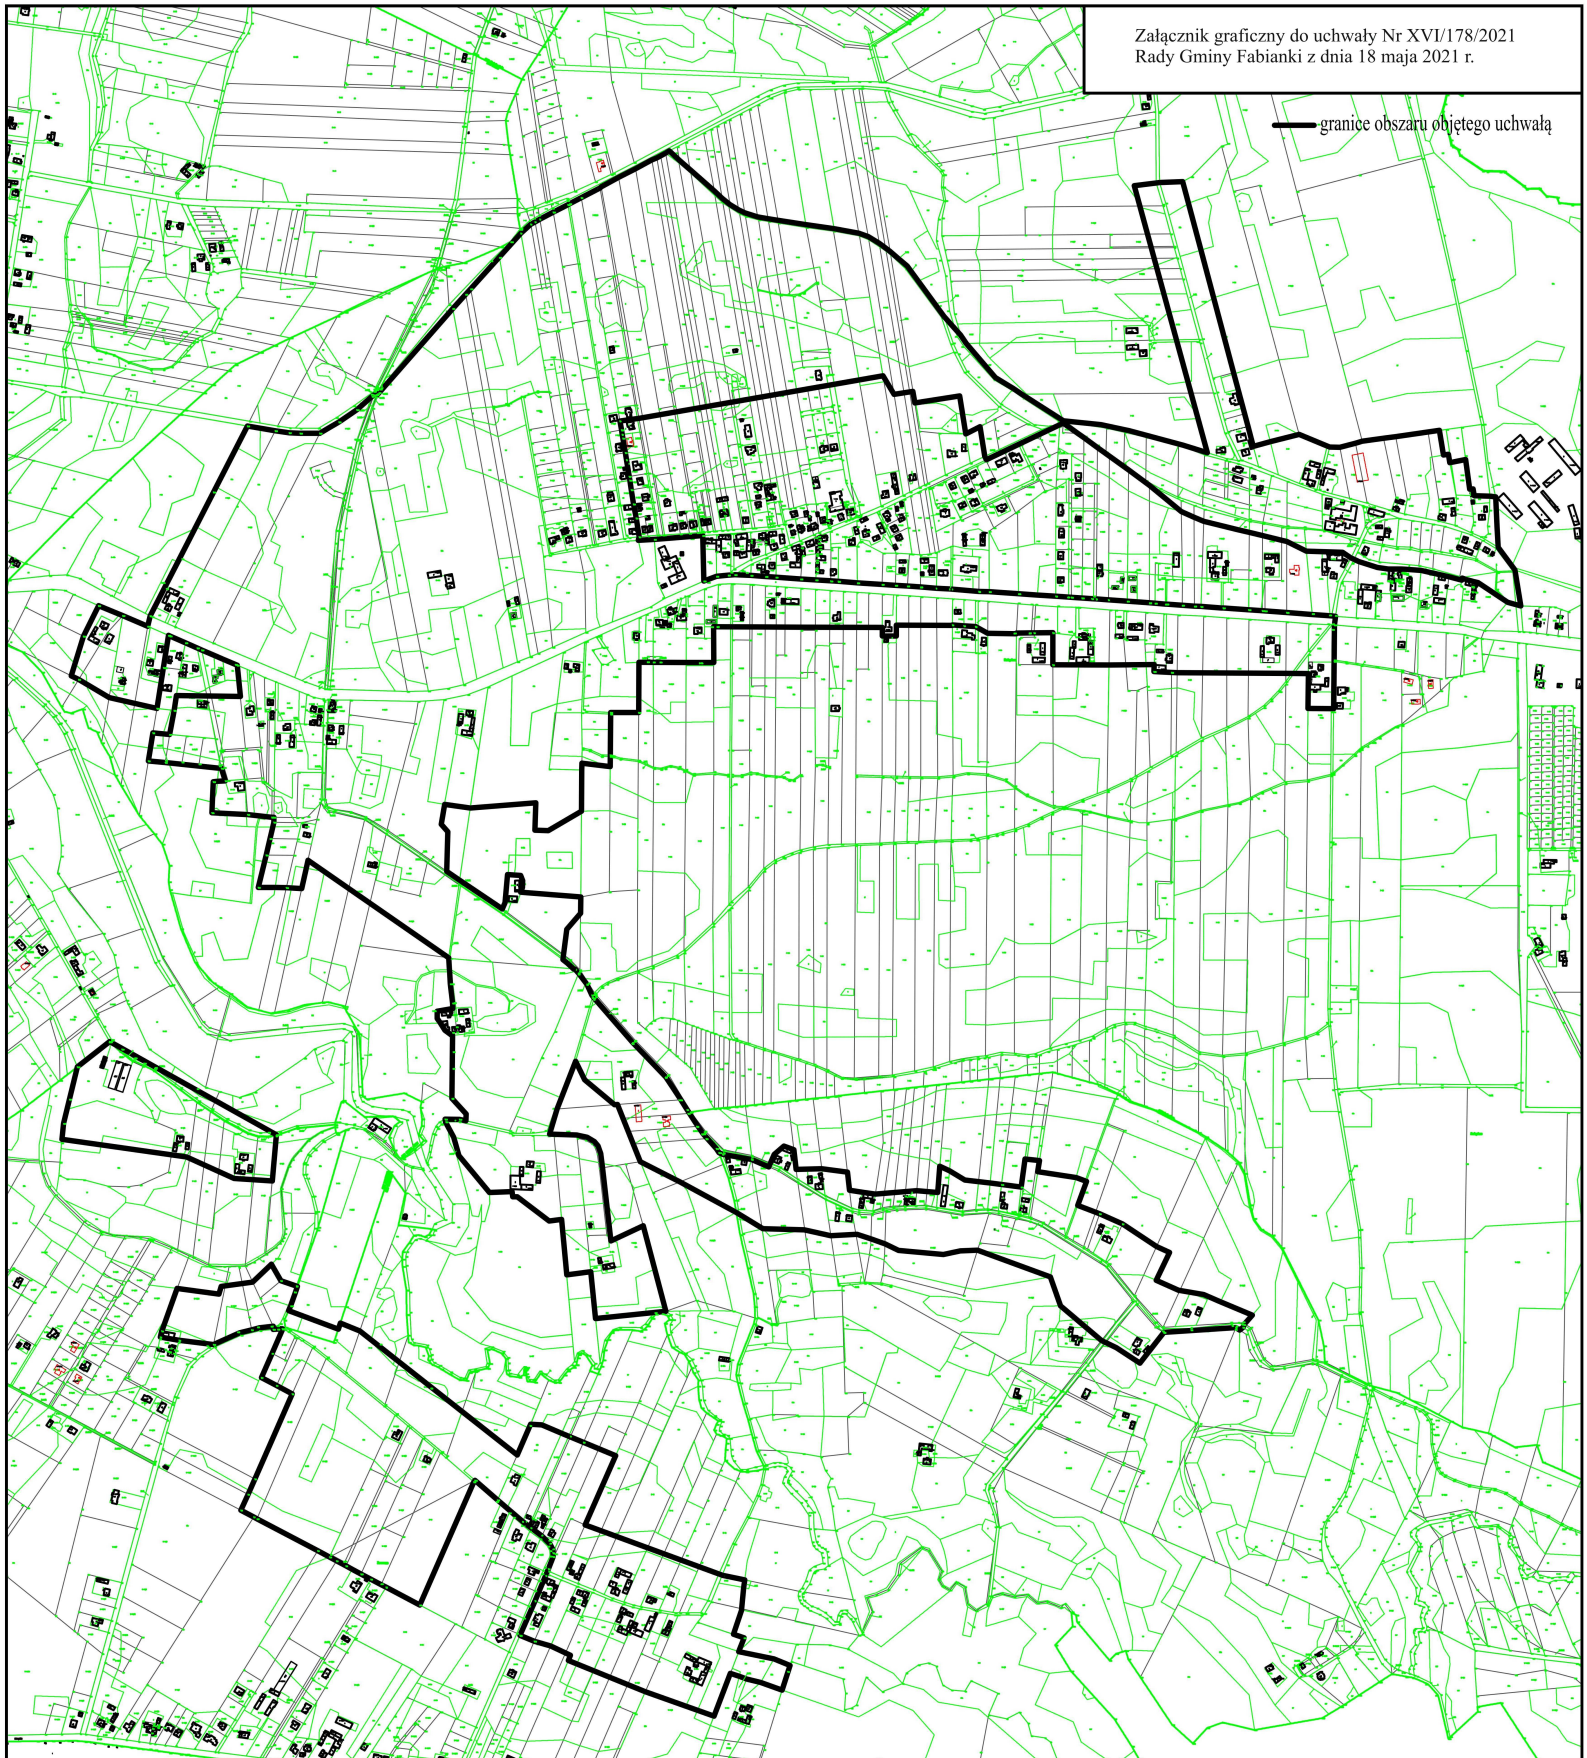 Załącznik graficzny do uchwały Nr XVI/178/2021
Rady Gminy Fabianki z dnia 18 maja 2021 r.
granice obszaru objętego uchwałą